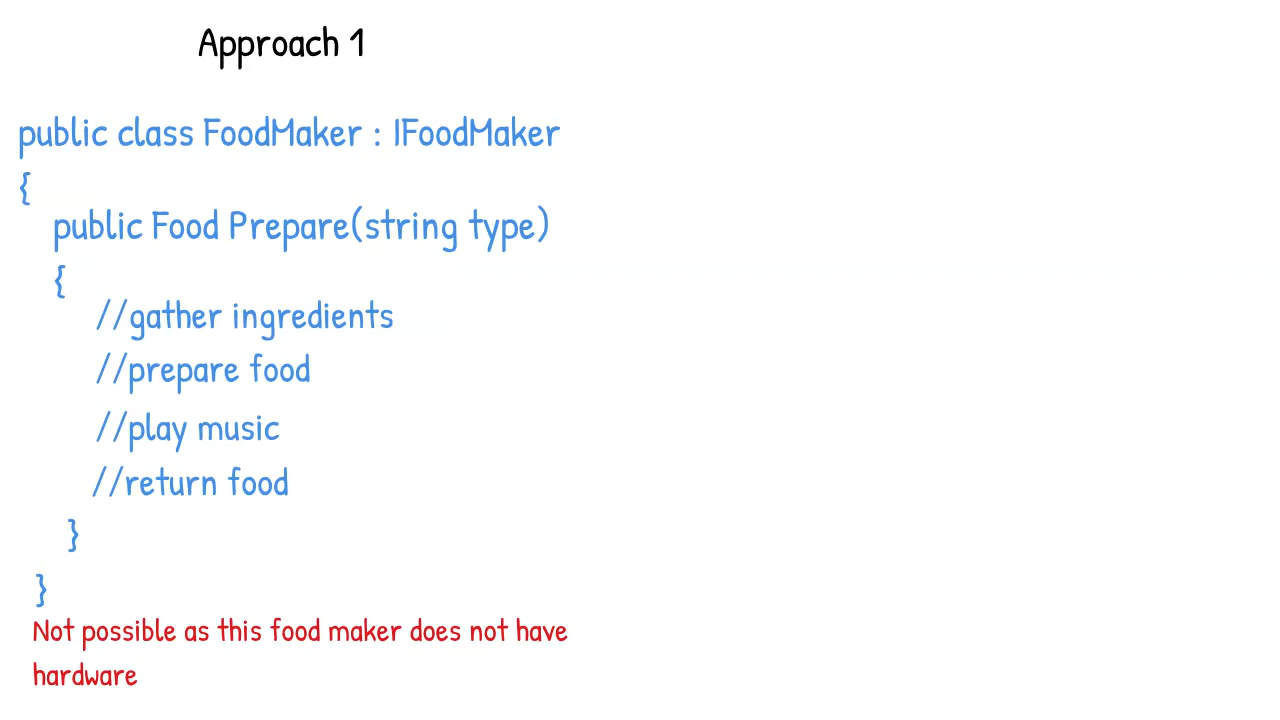 Approach 1
public class FoodMaker : IFoodMaker
{
public Food Prepare(string type)
{
//gather ingredients
//prepare food
//play music
//return food
}
}
Not possible as this food maker does not have
hardware